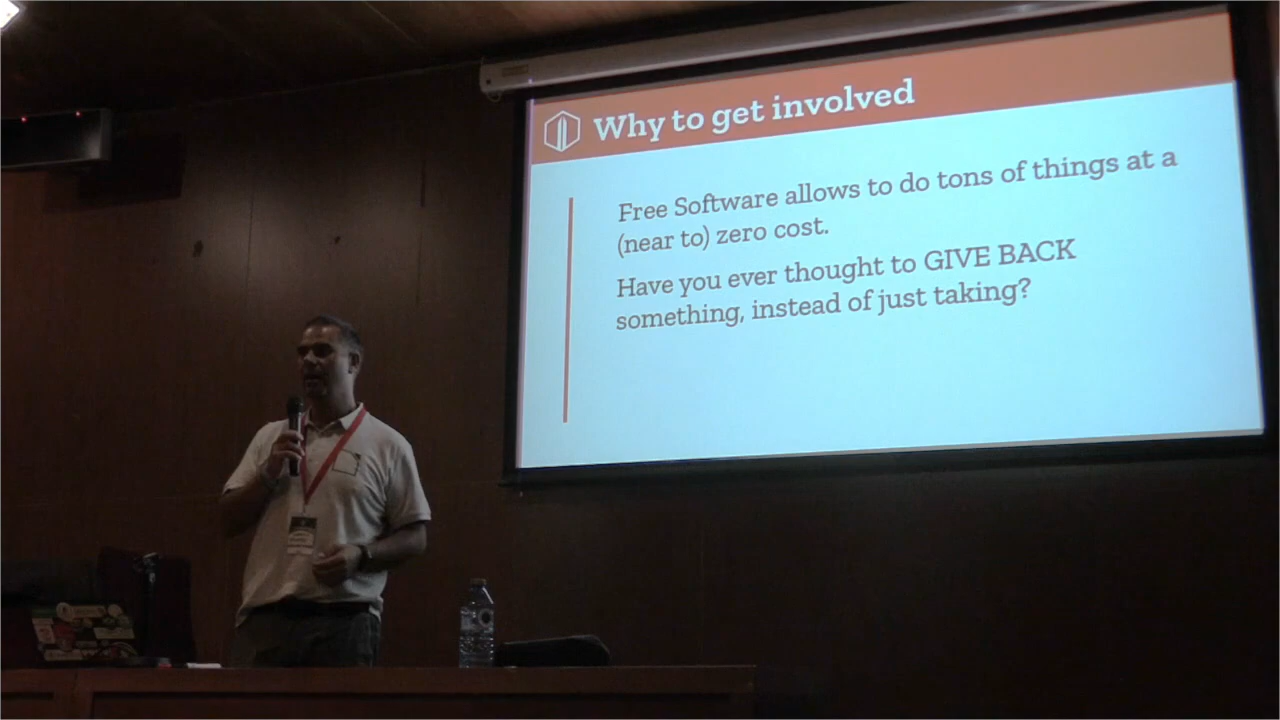 Why to get involved
Free Software allows to do tons of things at a
(near to) zero cost.
Have you ever thought to GIVE BACK
something, instead of just taking?